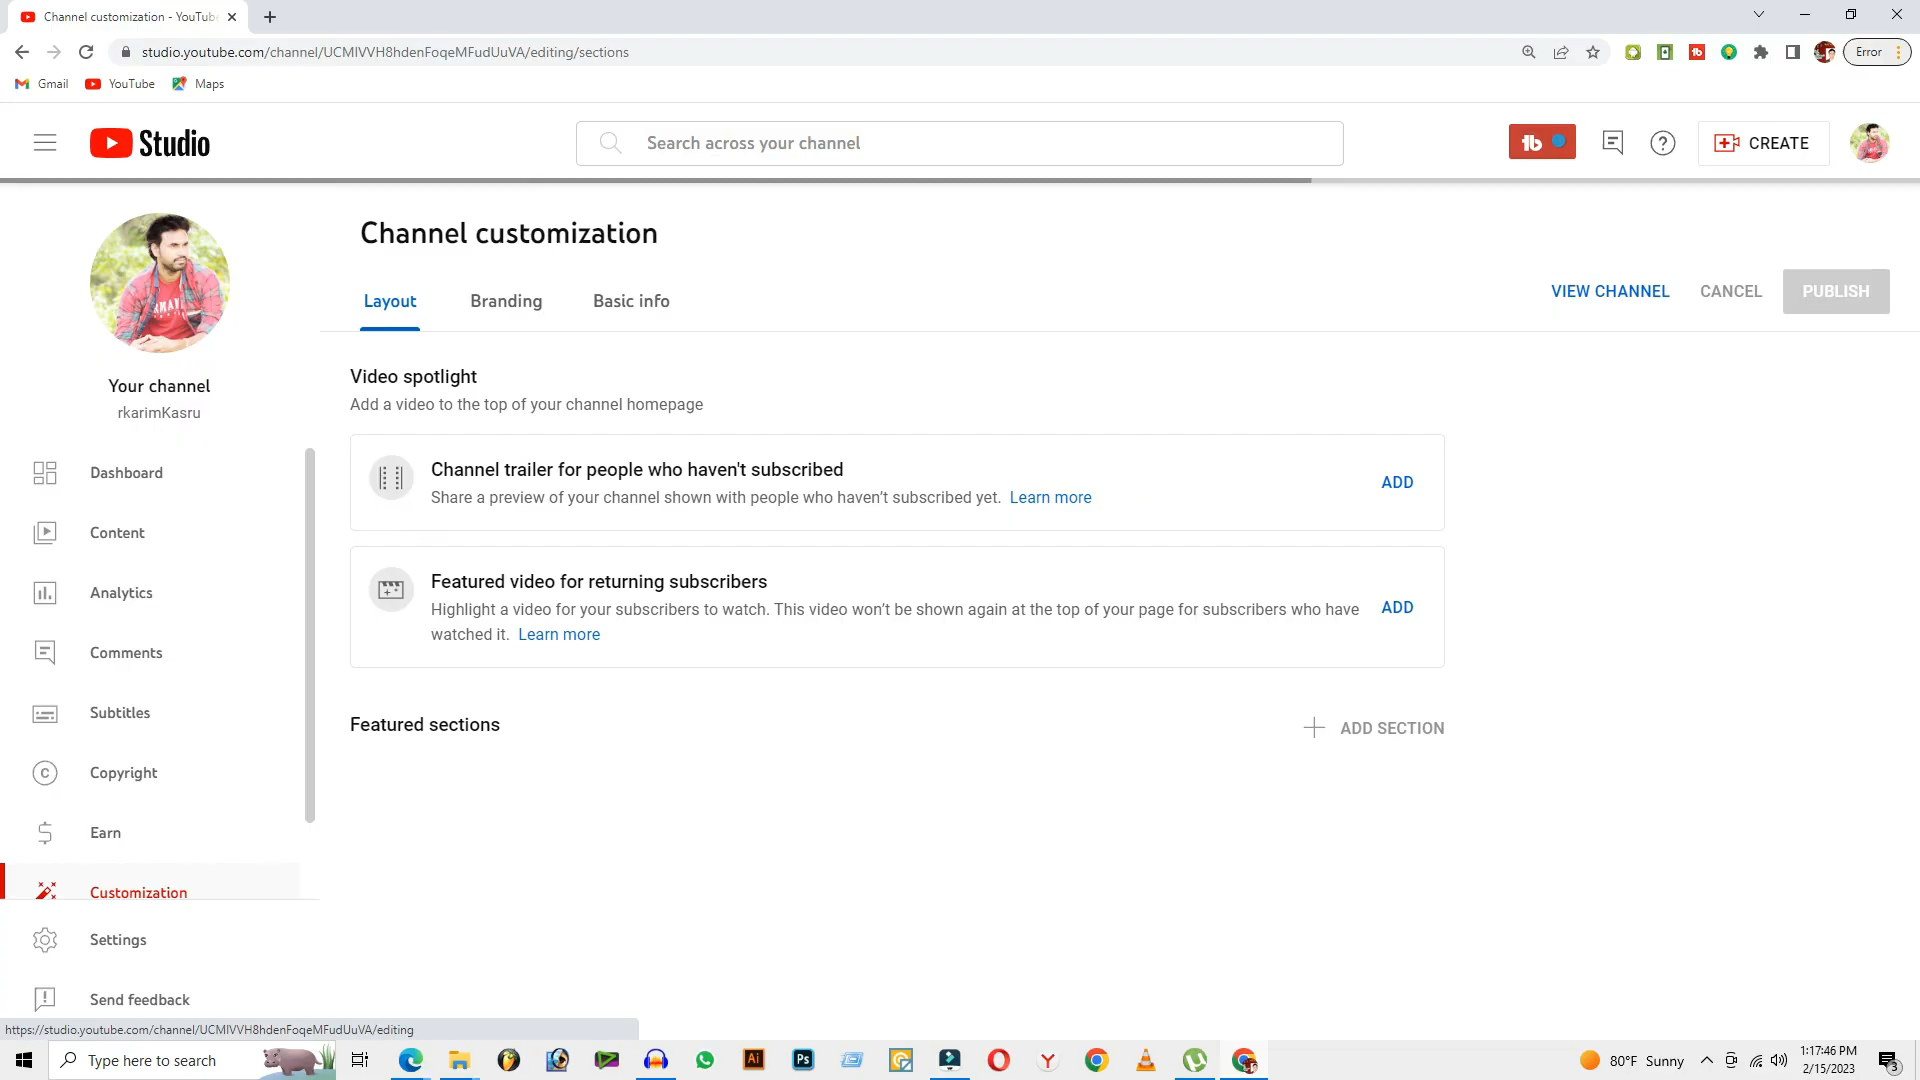 Channel customization - YouTube
studio.youtube.com/channel/UCMIVVH8hdenFoqeMFudUuVA/editing/sections
Error
Gmail
YouTube
Maps
Studio
Search across your channel
CREATE
Channel customization
Layout
Branding
Basic info
VIEW CHANNEL
CANCEL
PUBLISH
Your channel
rkarimKasru
Dashboard
Content
Analytics
Comments
Subtitles
Copyright
Earn
Customization
Settings
Send feedback
Video spotlight
Add a video to the top of your channel homepage
Channel trailer for people who haven't subscribed
Share a preview of your channel shown with people who haven’t subscribed yet. Learn more
ADD
Featured video for returning subscribers
Highlight a video for your subscribers to watch. This video won’t be shown again at the top of your page for subscribers who have
watched it. Learn more
ADD
Featured sections
ADD SECTION
https://studio.youtube.com/channel/UCMIVVH8hdenFoqeMFudUuVA/editing
Type here to search
Ai
Ps
80°F Sunny
1:17:46 PM
2/15/2023
3